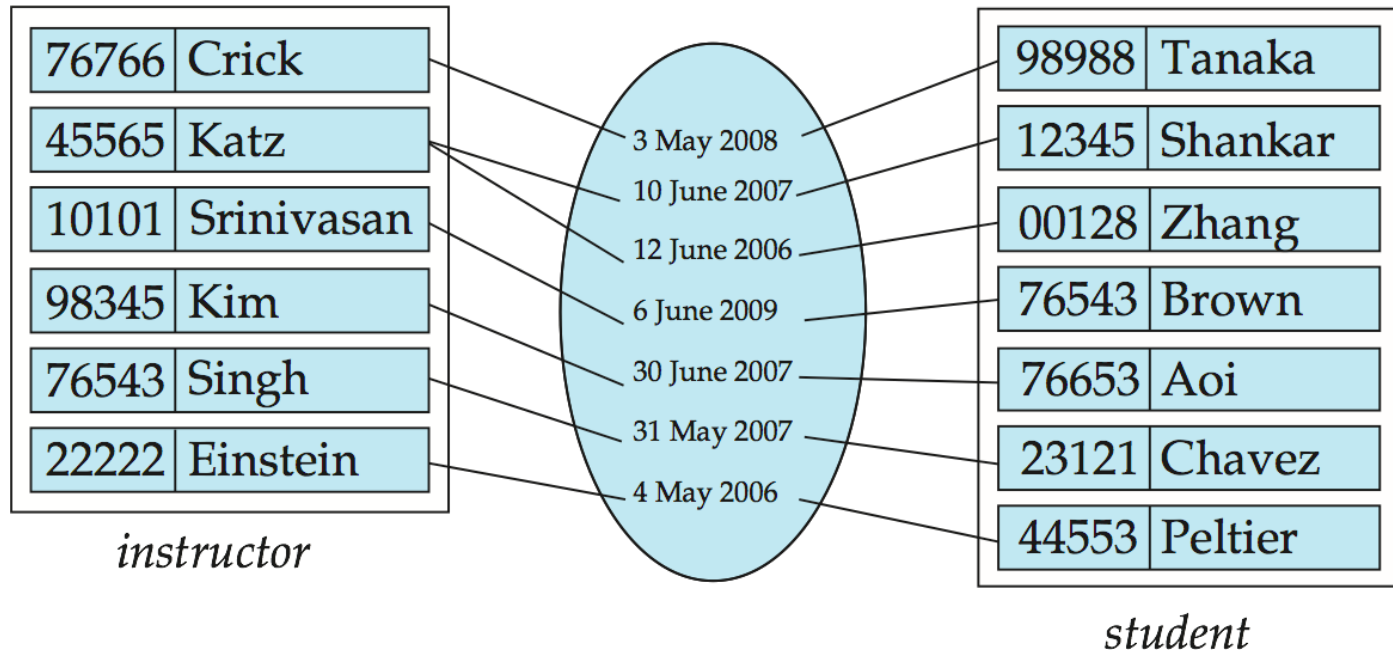 76766 Crick
45565 Katz
10101 Srinivasan
98345 Kim
76543 Singh
22222 Einstein
instructor
3 May 2008
10 June 2007
12 June 2006
6 June 2009
30 June 2007
31 May 2007
4 May 2006
98988 Tanaka
12345 Shankar
00128 Zhang
76543 Brown
76653 Aoi
23121 Chavez
44553 Peltier
student